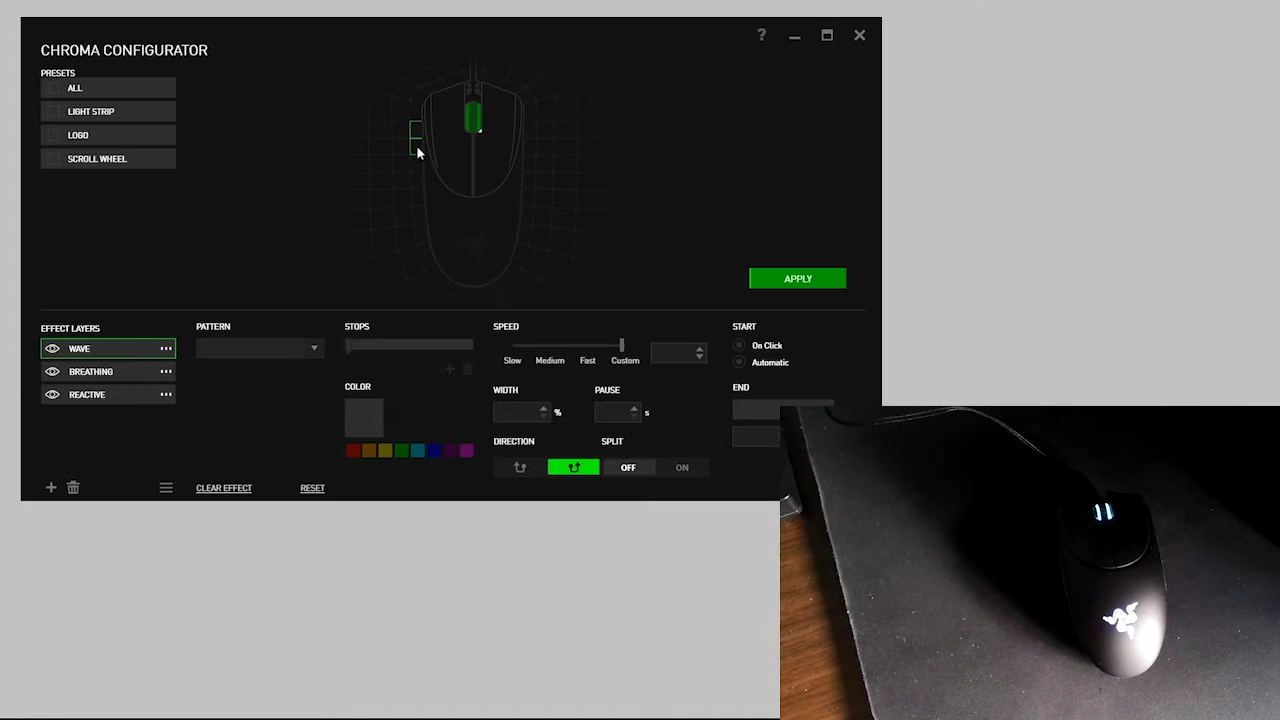 CHROMA CONFIGURATOR
?
PRESETS
ALL
LIGHT STRIP
LOGO
SCROLL WHEEL
APPLY
EFFECT LAYERS
WAVE
BREATHING
REACTIVE
PATTERN
STOPS
COLOR
SPEED
Slow Medium Fast Custom
WIDTH
%
PAUSE
s
DIRECTION
SPLIT
OFF ON
START
On Click
Automatic
END
CLEAR EFFECT
RESET